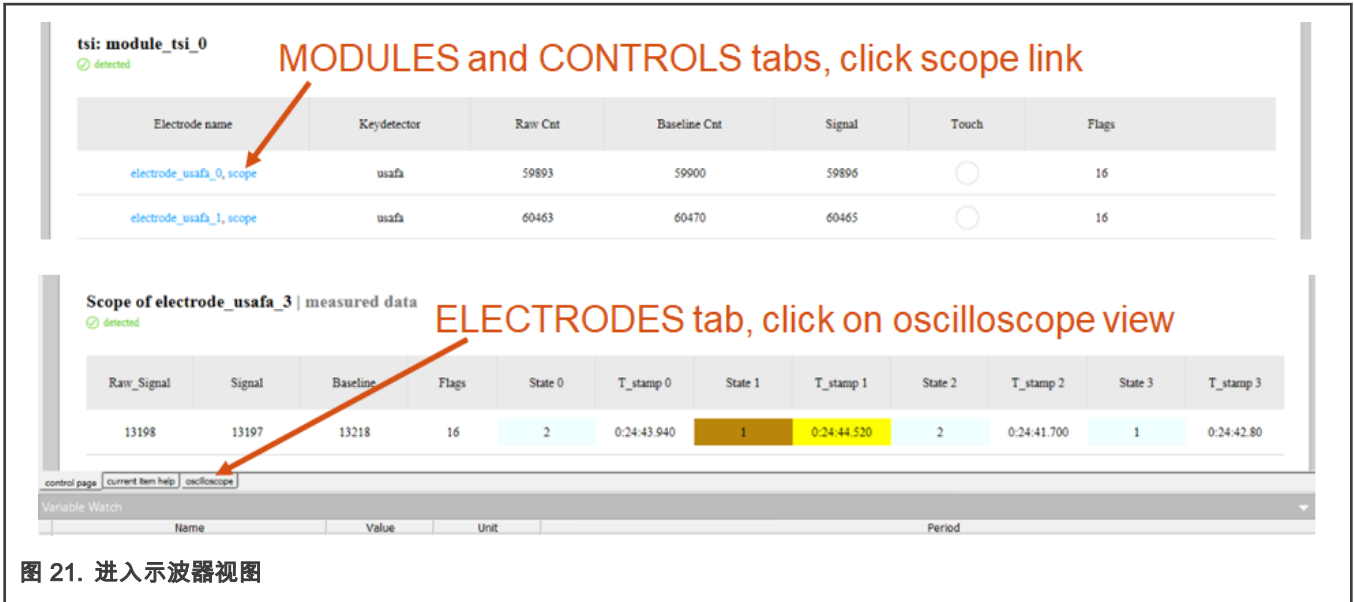 tsi: module_tsi_0
detected
MODULES and CONTROLS tabs, click scope link
Electrode name Keydetector Raw Cnt Baseline Cnt Signal Touch Flags
electrode_usafa_0, scope usafa 59893 59900 59896 16
electrode_usafa_1, scope usafa 60463 60470 60465 16
Scope of electrode_usafa_3 | measured data
detected
ELECTRODES tab, click on oscilloscope view
Raw_Signal Signal Baseline Flags State 0 T_stamp 0 State 1 T_stamp 1 State 2 T_stamp 2 State 3 T_stamp 3
13198 13197 13218 16 2 0:24:43.940 1 0:24:44.520 2 0:24:41.700 1 0:24:42.80
control page current item help oscilloscope
Variable Watch
Name Value Unit Period
图 21. 进入示波器视图